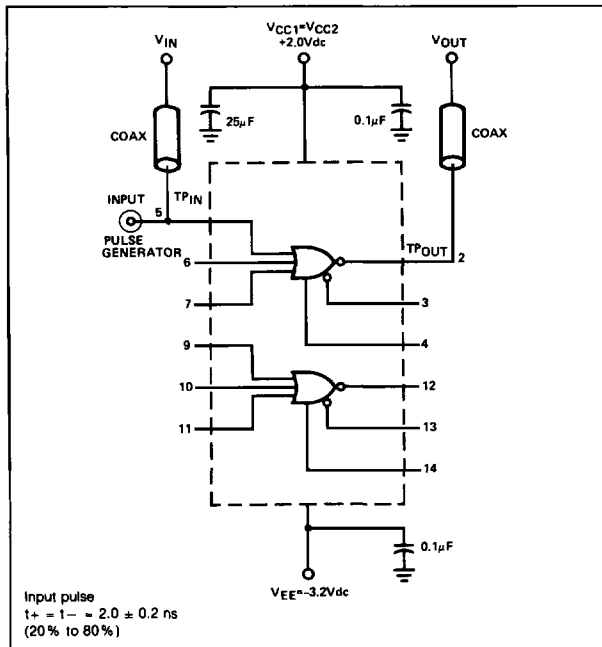 VIN
VCC1=VCC2
+2.0Vdc
VOUT
25µF
0.1µF
COAX
COAX
INPUT
TPIN
5
PULSE
GENERATOR
TPOUT
2
6
7
3
4
9
10
11
12
13
14
0.1µF
VEE=-3.2Vdc
Input pulse
t+ = t- = 2.0 ± 0.2 ns
(20% to 80%)